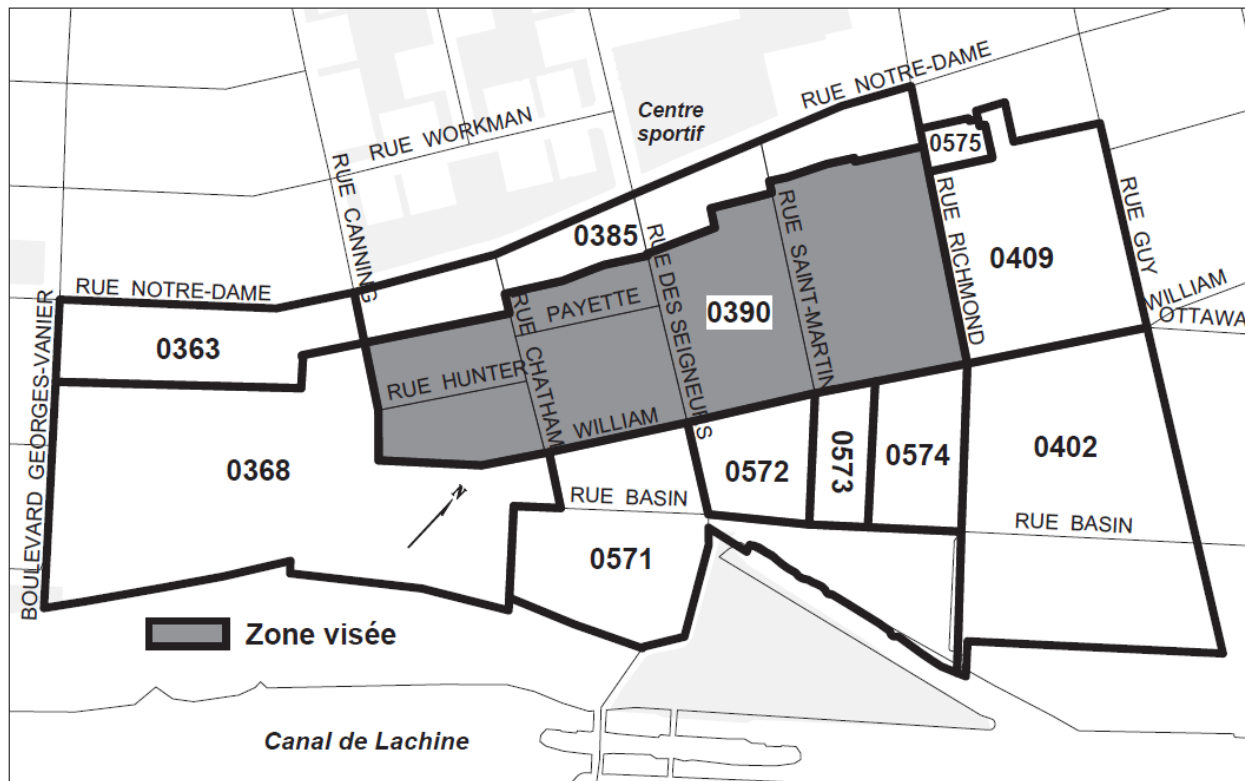 RUE NOTRE-DAME
Centre
sportif
RUE WORKMAN
0575
RUE CANNING
RUE GUY
RUE RICHMOND
RUE SAINT-MARTIN
0385
RUE DES SEIGNEURS
0409
RUE NOTRE-DAME
WILLIAM
OTTAWA
PAYETTE
0390
RUE CHATHAM
0363
RUE HUNTER
BOULEVARD GEORGES-VANIER
WILLIAM
0368
0572
0573
0574
0402
N
RUE BASIN
RUE BASIN
0571
Zone visée
Canal de Lachine